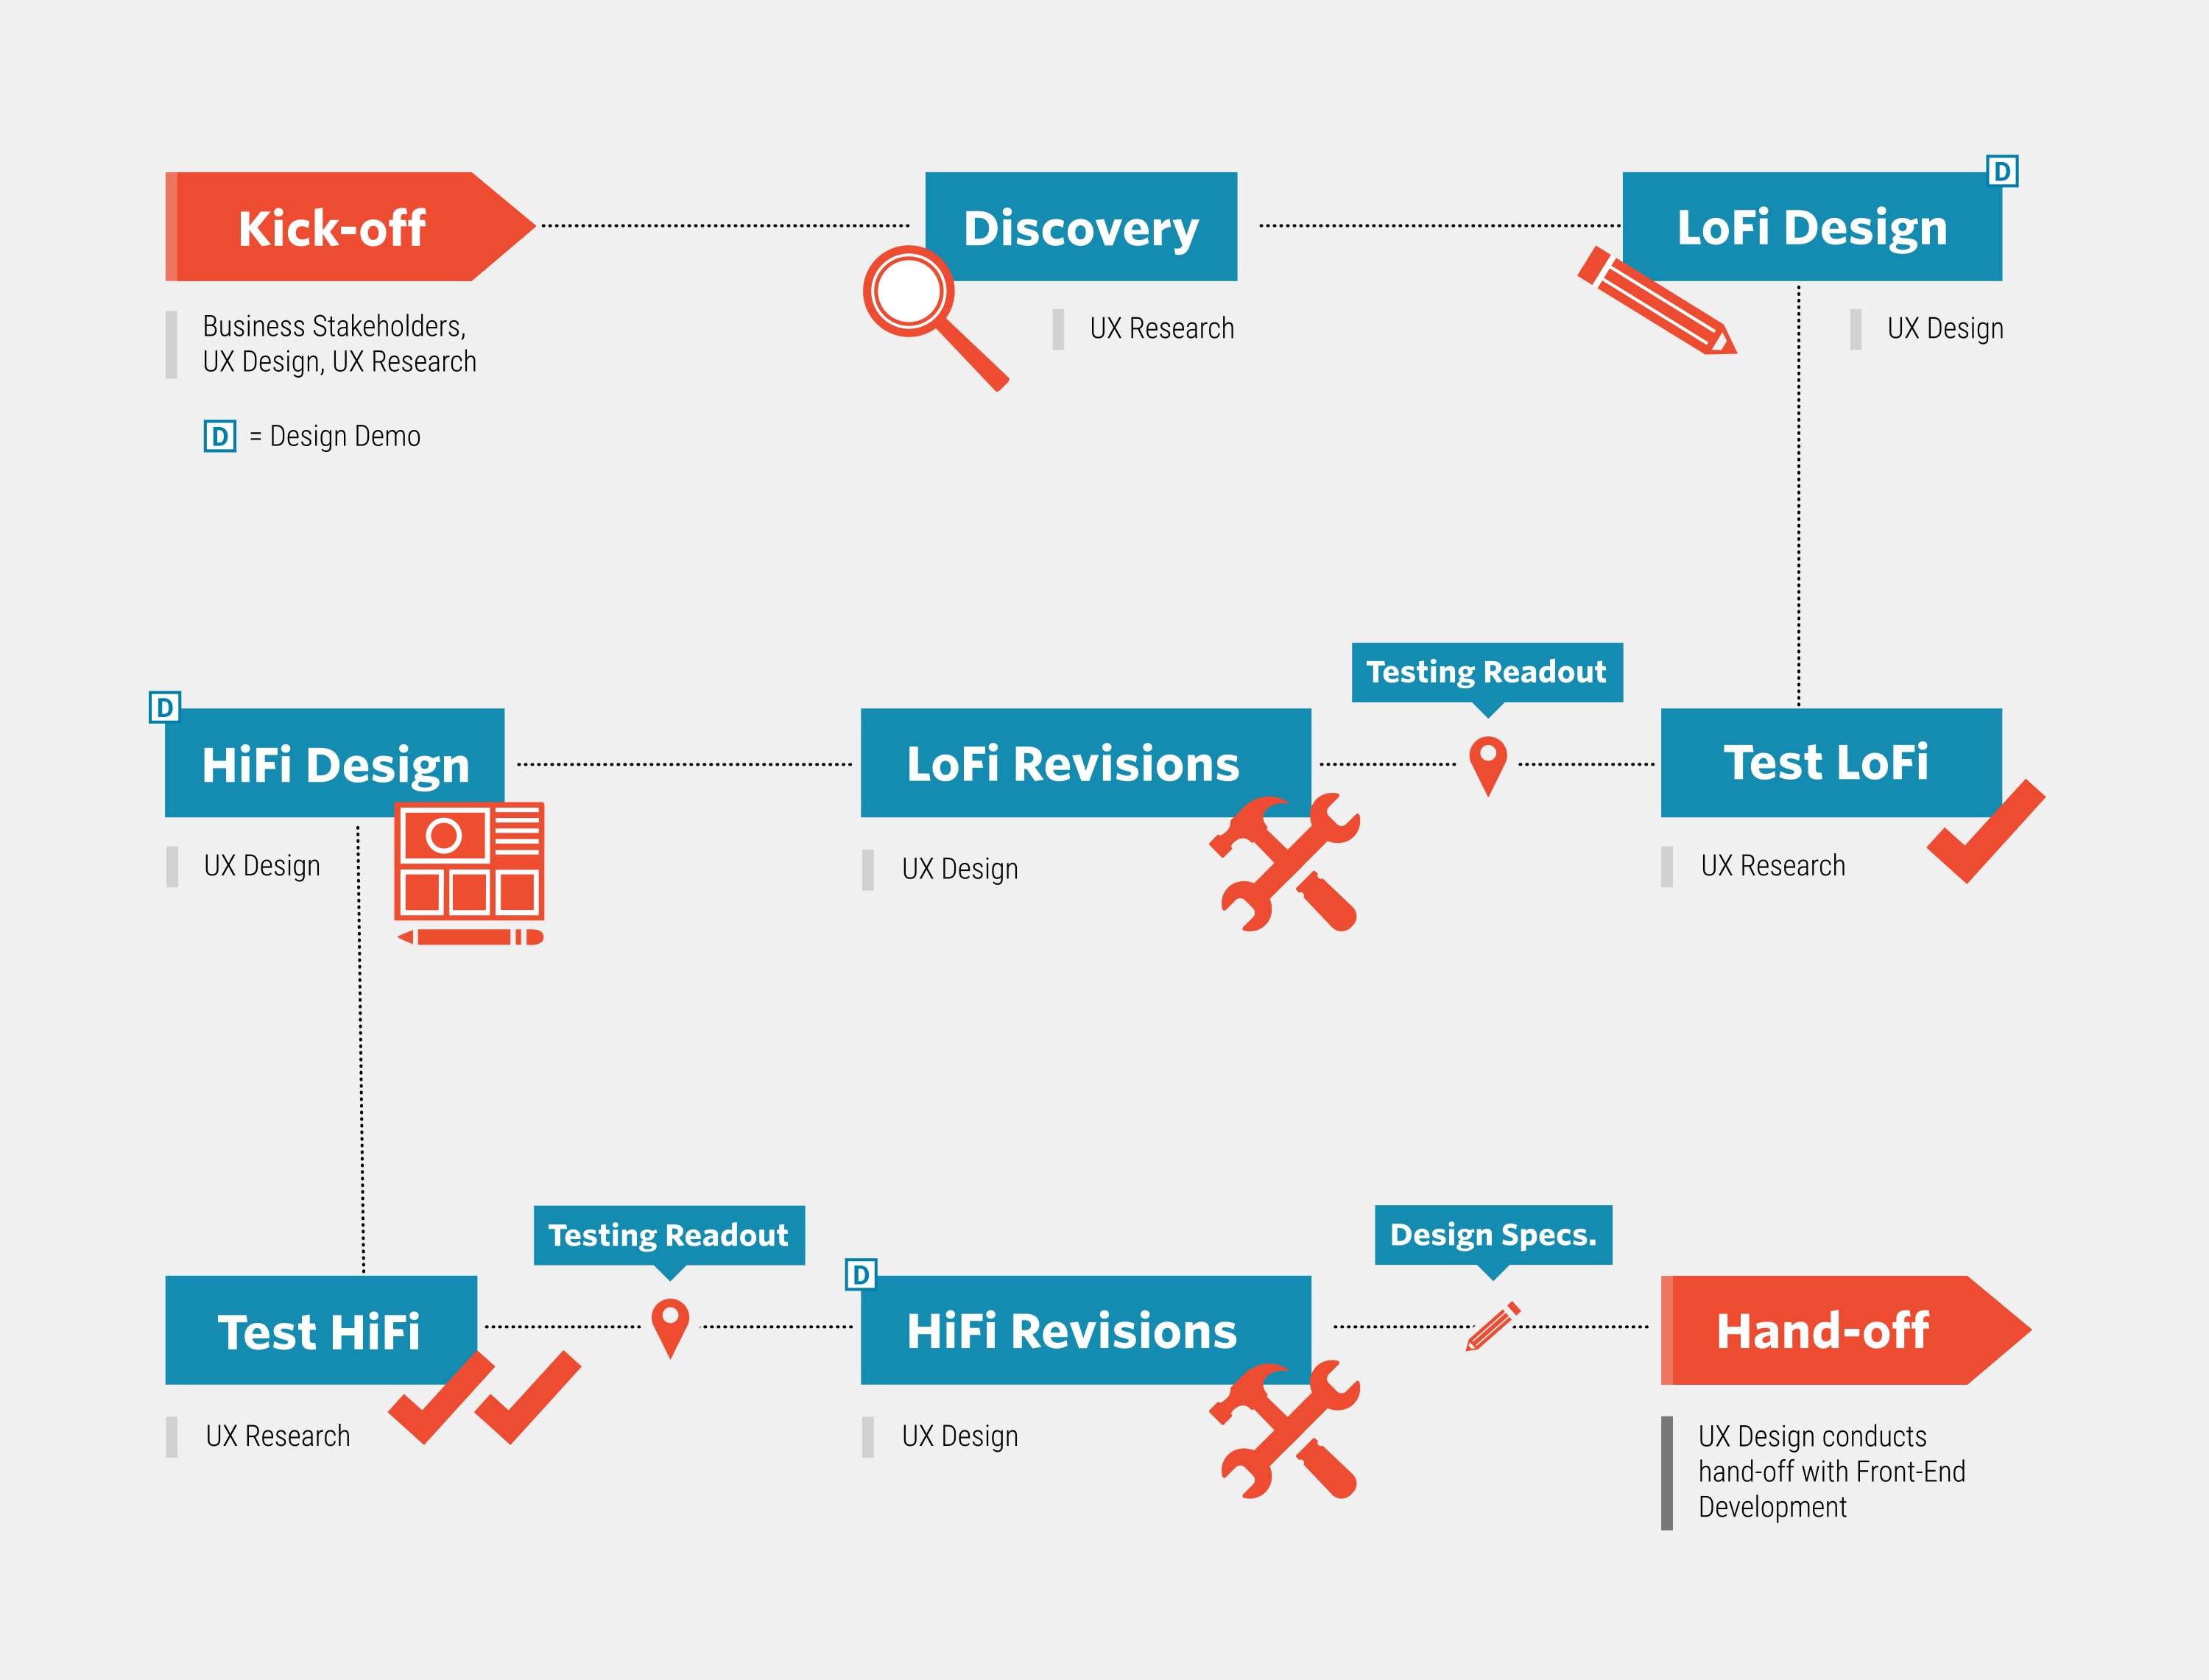 Kick-off
Discovery
LoFi Design
D
Business Stakeholders,
UX Design, UX Research
UX Research
UX Design
D = Design Demo
Testing Readout
D
HiFi Design
LoFi Revisions
Test LoFi
UX Design
UX Design
UX Research
Testing Readout
Design Specs.
Test HiFi
D
HiFi Revisions
Hand-off
UX Research
UX Design
UX Design conducts
hand-off with Front-End
Development